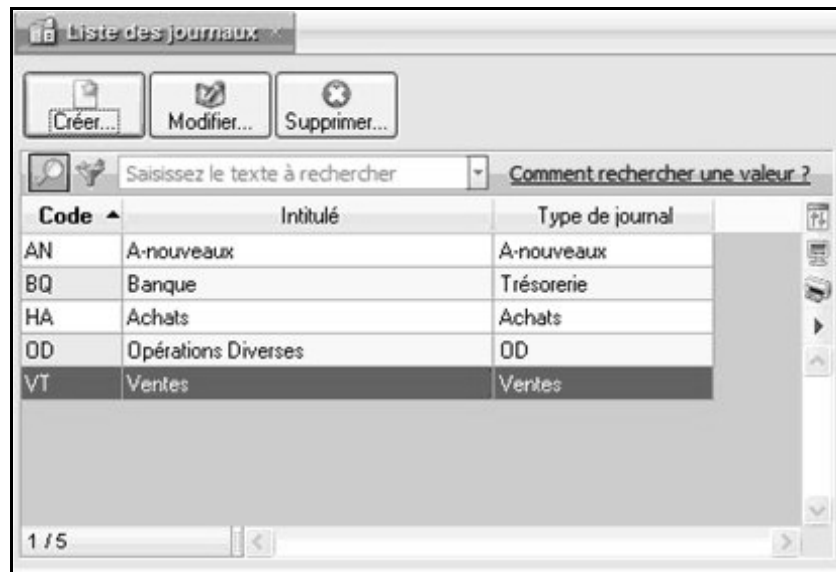 Liste des journaux
Créer... Modifier... Supprimer...
Saisissez le texte à rechercher Comment rechercher une valeur ?
Code Intitulé Type de journal
AN A-nouveaux A-nouveaux
BQ Banque Trésorerie
HA Achats Achats
OD Opérations Diverses OD
VT Ventes Ventes
1 / 5